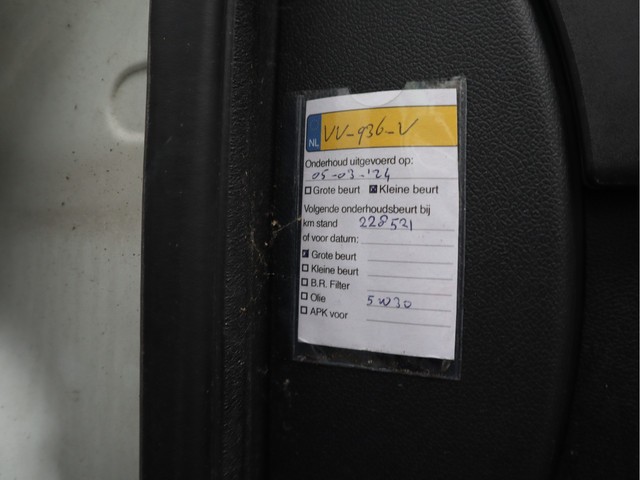 NL VV-936-V
Onderhoud uitgevoerd op:
05-03-'24
Grote beurt Kleine beurt
Volgende onderhoudsbeurt bij
km stand 228521
of voor datum:
Grote beurt
Kleine beurt
B.R. Filter
Olie 5W30
APK voor